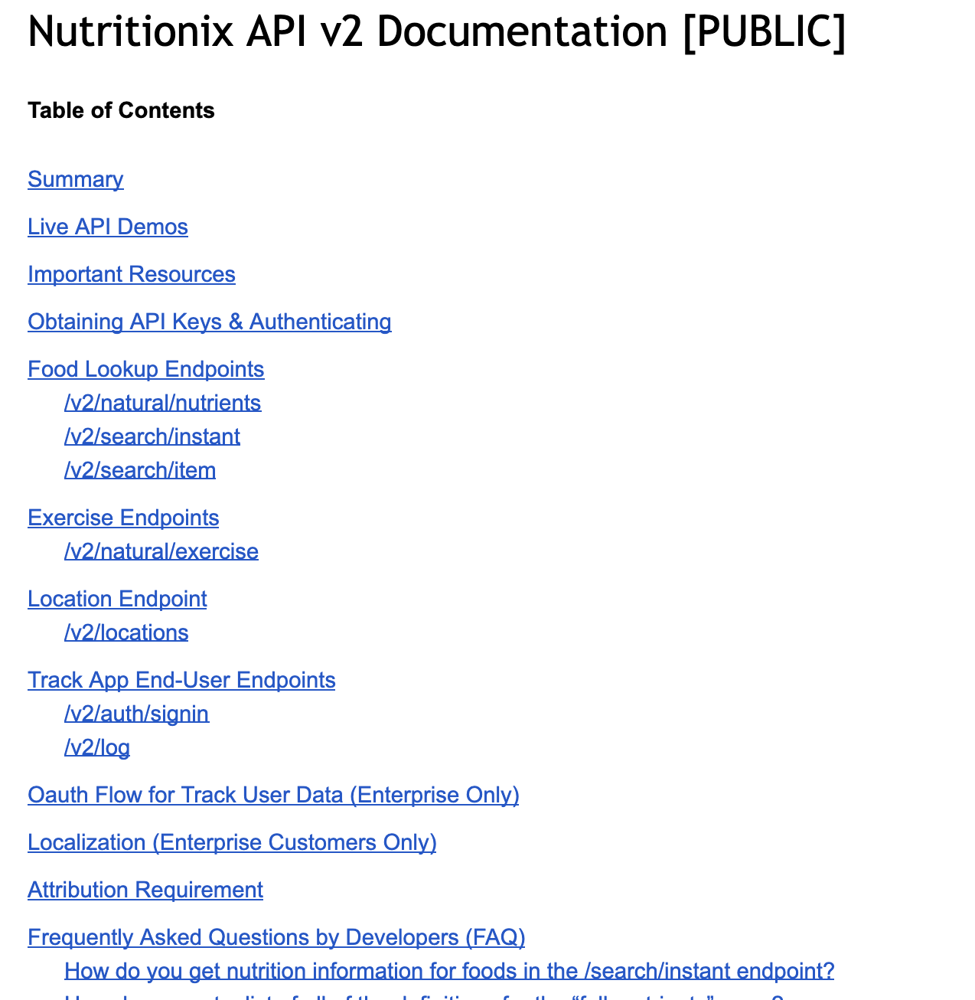 Nutritionix API v2 Documentation [PUBLIC]
Table of Contents
Summary
Live API Demos
Important Resources
Obtaining API Keys & Authenticating
Food Lookup Endpoints
/v2/natural/nutrients
/v2/search/instant
/v2/search/item
Exercise Endpoints
/v2/natural/exercise
Location Endpoint
/v2/locations
Track App End-User Endpoints
/v2/auth/signin
/v2/log
Oauth Flow for Track User Data (Enterprise Only)
Localization (Enterprise Customers Only)
Attribution Requirement
Frequently Asked Questions by Developers (FAQ)
How do you get nutrition information for foods in the /search/instant endpoint?